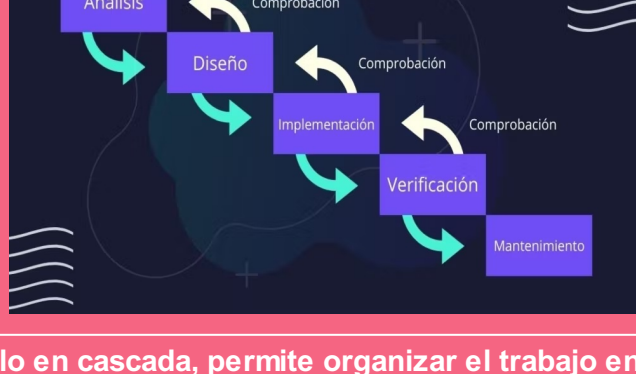 Análisis
Comprobación
Diseño
Comprobación
Implementación
Comprobación
Verificación
Mantenimiento
lo en cascada, permite organizar el trabajo en